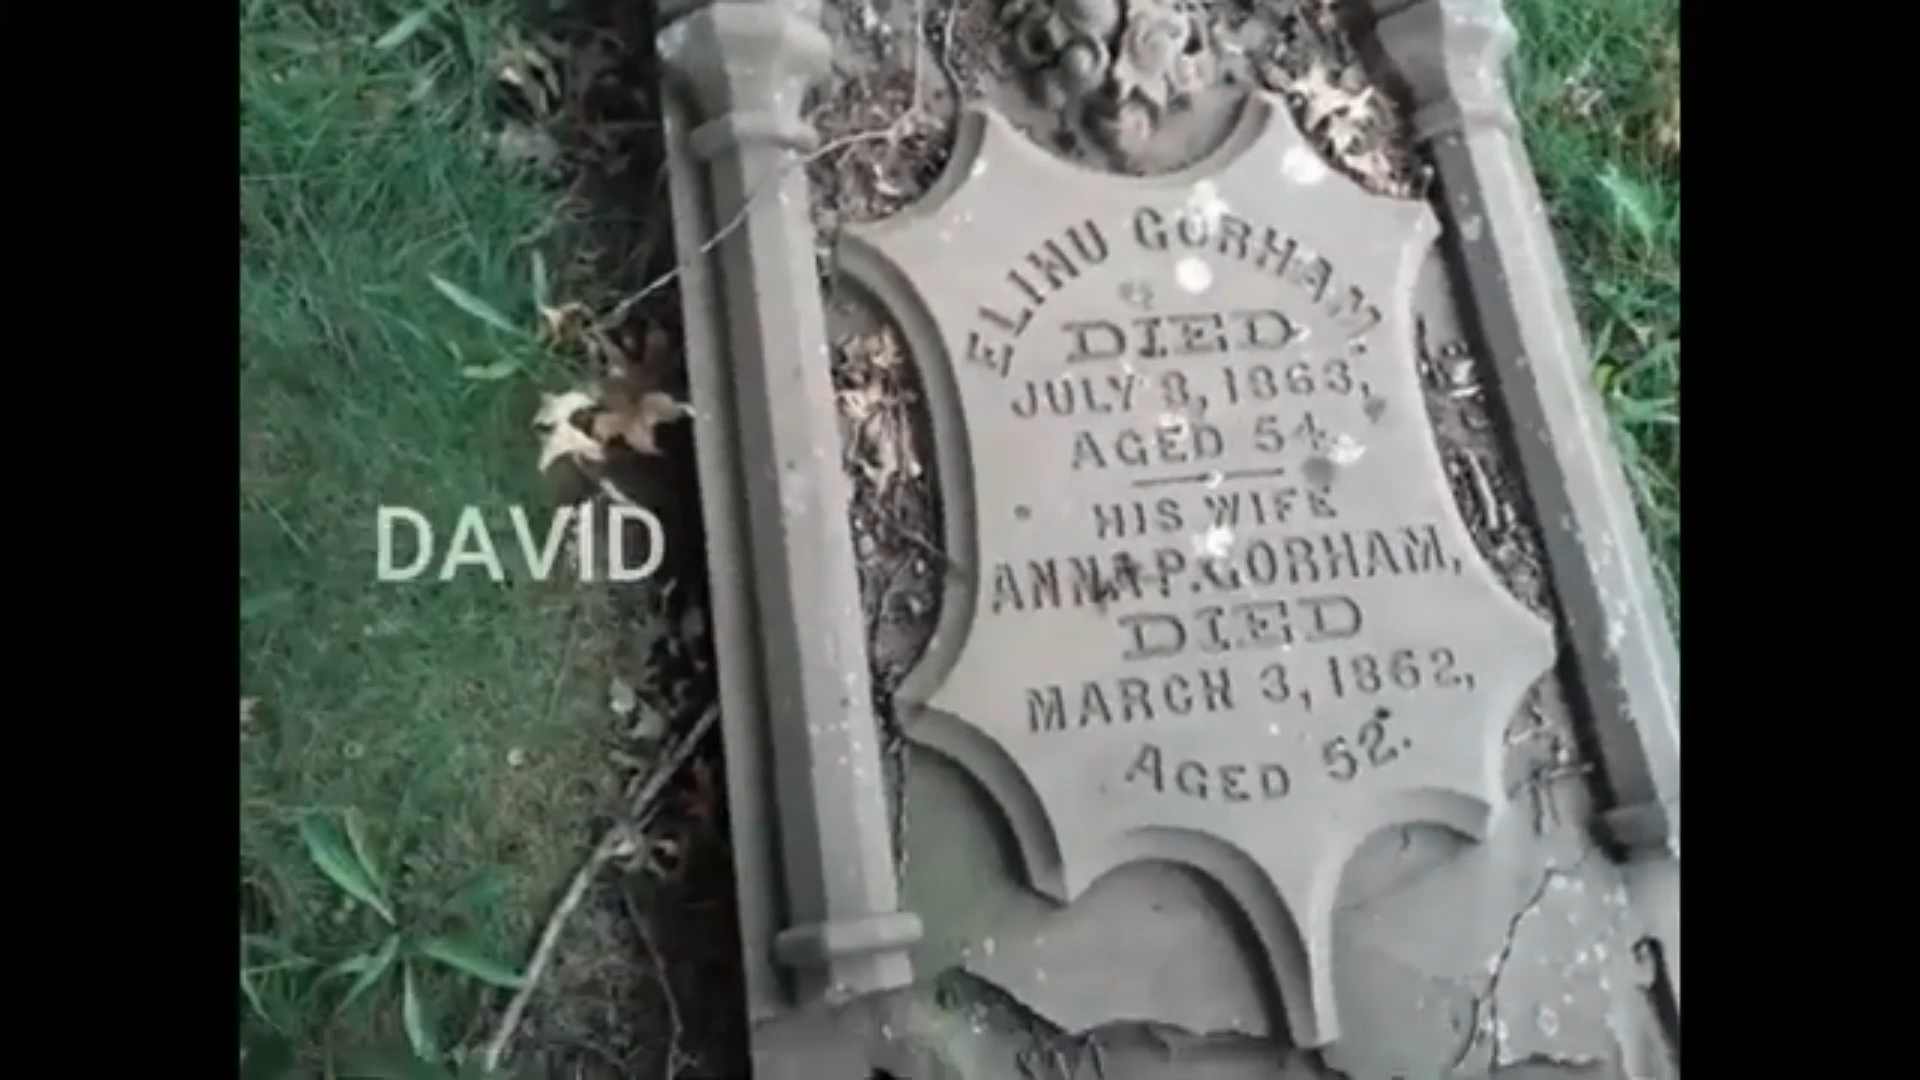 ELIHU GORHAM.
DIED
JULY 8, 1863,
AGED 54.
HIS WIFE
ANNA P. GORHAM,
DIED
MARCH 3, 1862,
AGED 52.
DAVID